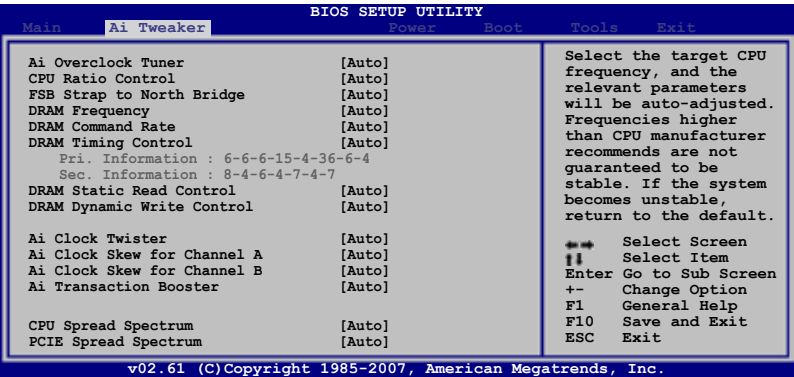 BIOS SETUP UTILITY
Main Ai Tweaker Power Boot Tools Exit
Ai Overclock Tuner [Auto]
CPU Ratio Control [Auto]
FSB Strap to North Bridge [Auto]
DRAM Frequency [Auto]
DRAM Command Rate [Auto]
DRAM Timing Control [Auto]
Pri. Information : 6-6-6-15-4-36-6-4
Sec. Information : 8-4-6-4-7-4-7
DRAM Static Read Control [Auto]
DRAM Dynamic Write Control [Auto]
Ai Clock Twister [Auto]
Ai Clock Skew for Channel A [Auto]
Ai Clock Skew for Channel B [Auto]
Ai Transaction Booster [Auto]
CPU Spread Spectrum [Auto]
PCIE Spread Spectrum [Auto]
Select the target CPU
frequency, and the
relevant parameters
will be auto-adjusted.
Frequencies higher
than CPU manufacturer
recommends are not
guaranteed to be
stable. If the system
becomes unstable,
return to the default.
Select Screen
Select Item
Enter Go to Sub Screen
+- Change Option
F1 General Help
F10 Save and Exit
ESC Exit
v02.61 (C)Copyright 1985-2007, American Megatrends, Inc.